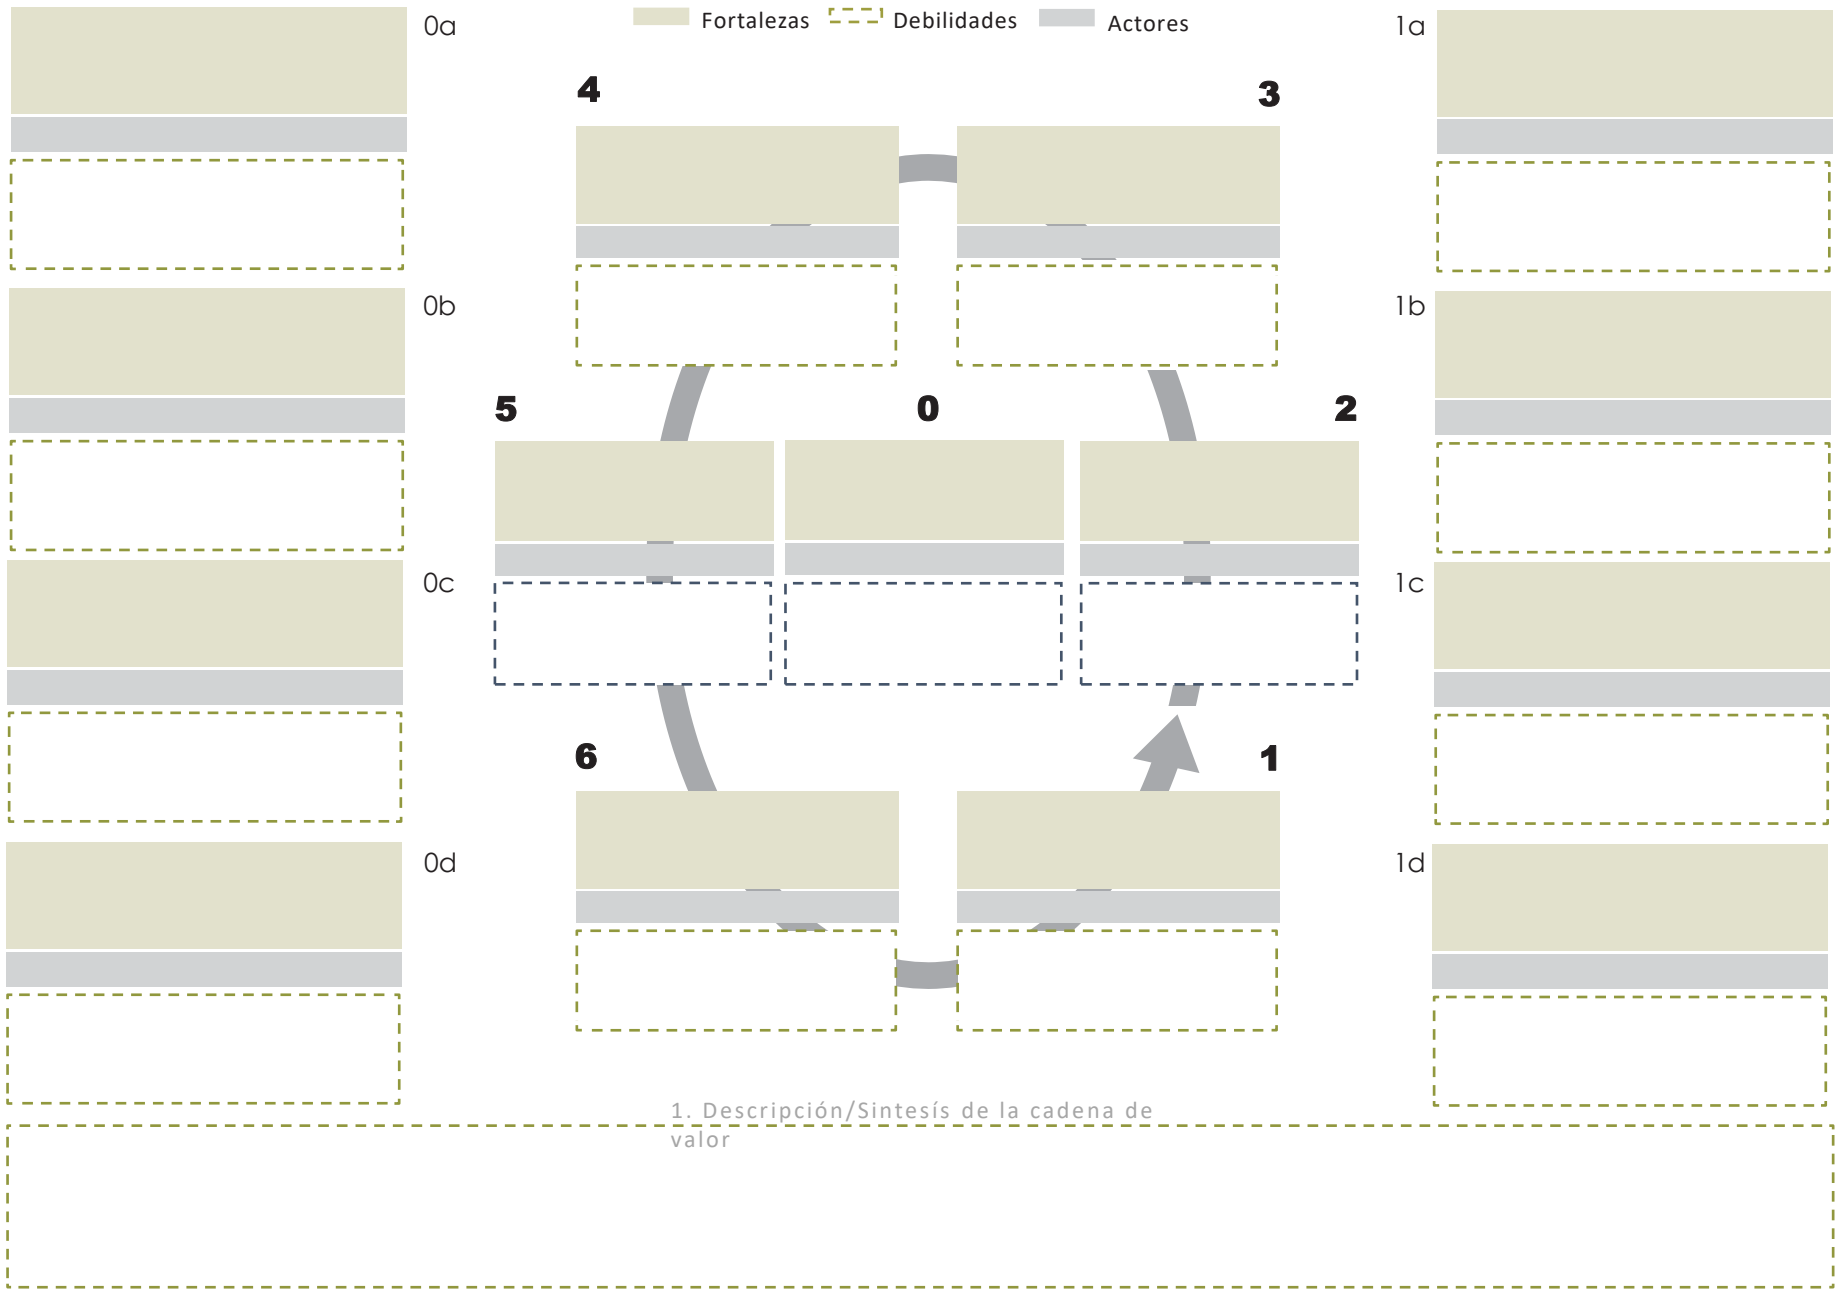 Fortalezas Debilidades Actores
0a
1a
4
3
0b
1b
5
0
2
0c
1c
6
1
0d
1d
1. Descripción/Sintesís de la cadena de
valor